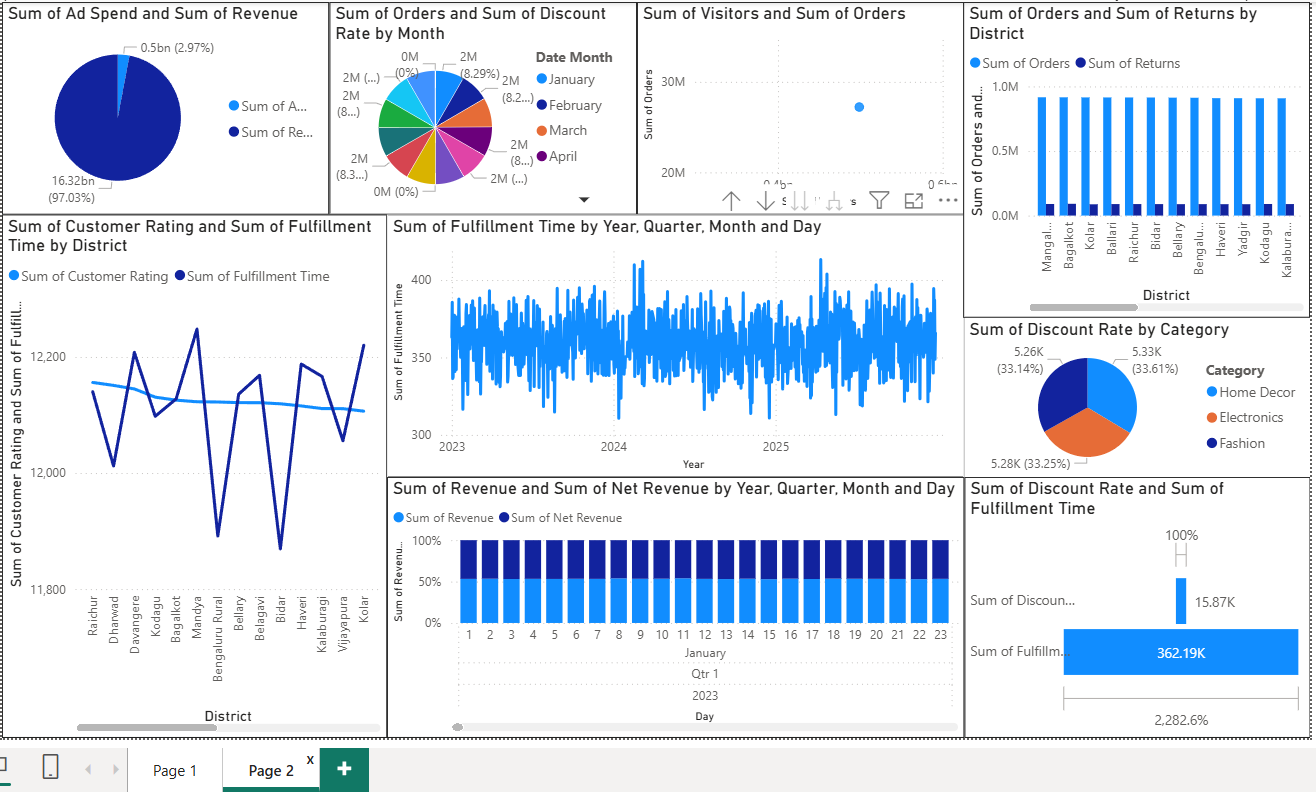 Sum of Ad Spend and Sum of Revenue
0.5bn (2.97%)
Sum of A...
Sum of Re...
16.32bn
(97.03%)
Sum of Orders and Sum of Discount
Rate by Month
0M
(0%)
2M
(8.29%)
2M (...)
2M
(8.2...)
2M
(8...)
2M
(8...)
2M
(8.3...)
2M (...)
0M (0%)
Date Month
January
February
March
April
Sum of Visitors and Sum of Orders
Sum of Orders
30M
20M
Sum of Orders and Sum of Returns by
District
Sum of Orders
Sum of Returns
Sum of Orders and...
1.0M
0.5M
0.0M
Mangal...
Bagalkot
Kolar
Ballari
Raichur
Bidar
Bellary
Bengalu...
Haveri
Yadgir
Kodagu
Kalabura...
District
Sum of Customer Rating and Sum of Fulfillment
Time by District
Sum of Customer Rating
Sum of Fulfillment Time
Sum of Customer Rating and Sum of Fulfill...
12,200
12,000
11,800
Raichur
Dharwad
Davangere
Kodagu
Bagalkot
Mandya
Bengaluru Rural
Bellary
Belagavi
Bidar
Haveri
Kalaburagi
Vijayapura
Kolar
District
Sum of Fulfillment Time by Year, Quarter, Month and Day
Sum of Fulfillment Time
400
350
300
2023
2024
2025
Year
Sum of Discount Rate by Category
5.26K
(33.14%)
5.33K
(33.61%)
5.28K (33.25%)
Category
Home Decor
Electronics
Fashion
Sum of Revenue and Sum of Net Revenue by Year, Quarter, Month and Day
Sum of Revenue
Sum of Net Revenue
Sum of Revenu...
100%
50%
0%
1 2 3 4 5 6 7 8 9 10 11 12 13 14 15 16 17 18 19 20 21 22 23
January
Qtr 1
2023
Day
Sum of Discount Rate and Sum of
Fulfillment Time
100%
Sum of Discoun...
15.87K
Sum of Fulfillm...
362.19K
2,282.6%
Page 1
Page 2
x
+